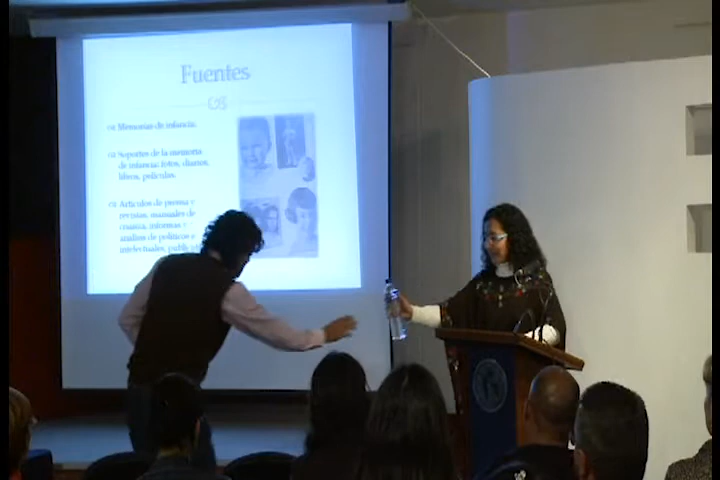 Fuentes
Memorias de infancia.
Soportes de la memoria
de infancia: fotos, diarios,
libros, películas.
Artículos de prensa y
revistas, manuales de
crianza, informes y
análisis de políticos e
intelectuales, publi